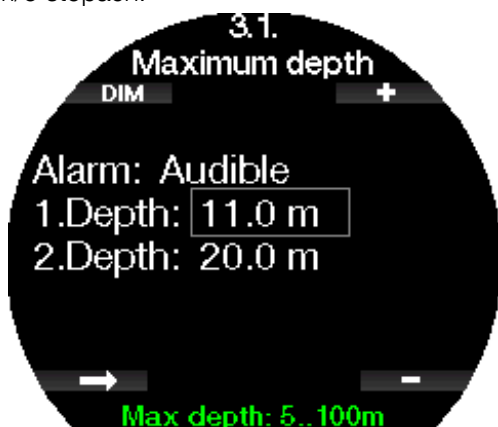 3.1.
Maximum depth
DIM +
Alarm: Audible
1.Depth: 11.0 m
2.Depth: 20.0 m
➡ −
Max depth: 5..100m